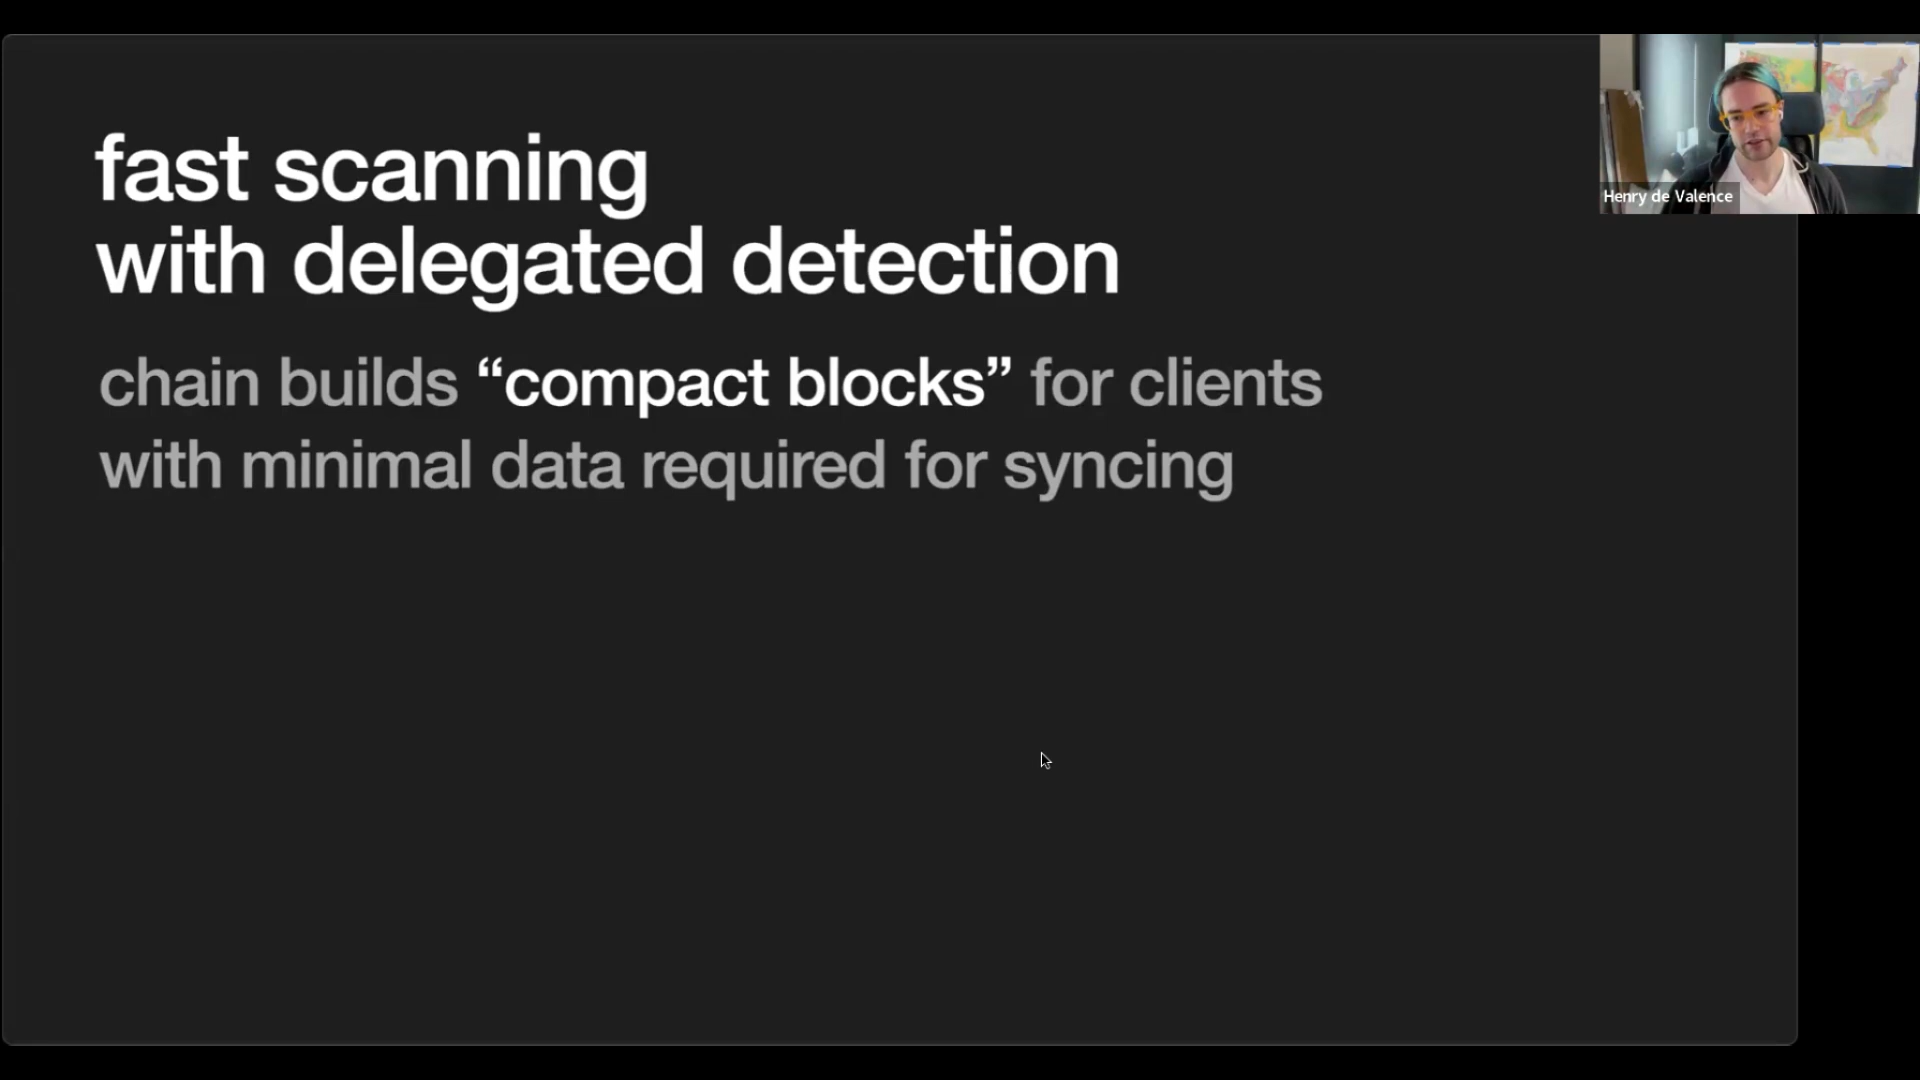 fast scanning
with delegated detection
chain builds “compact blocks” for clients
with minimal data required for syncing
Henry de Valence